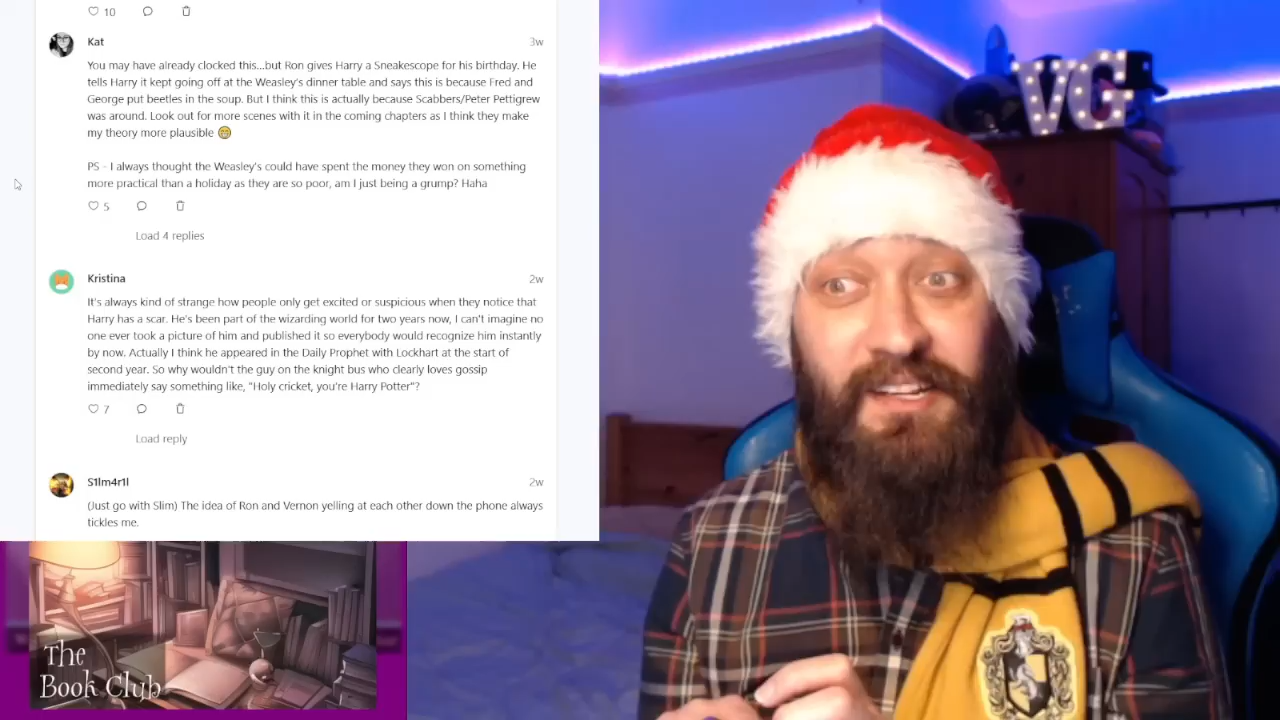 10
Kat 3w
You may have already clocked this...but Ron gives Harry a Sneakescope for his birthday. He
tells Harry it kept going off at the Weasley's dinner table and says this is because Fred and
George put beetles in the soup. But I think this is actually because Scabbers/Peter Pettigrew
was around. Look out for more scenes with it in the coming chapters as I think they make
my theory more plausible 😁
PS - I always thought the Weasley's could have spent the money they won on something
more practical than a holiday as they are so poor, am I just being a grump? Haha
5
Load 4 replies
Kristina 2w
It's always kind of strange how people only get excited or suspicious when they notice that
Harry has a scar. He's been part of the wizarding world for two years now, I can't imagine no
one ever took a picture of him and published it so everybody would recognize him instantly
by now. Actually I think he appeared in the Daily Prophet with Lockhart at the start of
second year. So why wouldn't the guy on the knight bus who clearly loves gossip
immediately say something like, "Holy cricket, you're Harry Potter"?
7
Load reply
S1lm4r1l 2w
(Just go with Slim) The idea of Ron and Vernon yelling at each other down the phone always
tickles me.
VG
The
Book Club